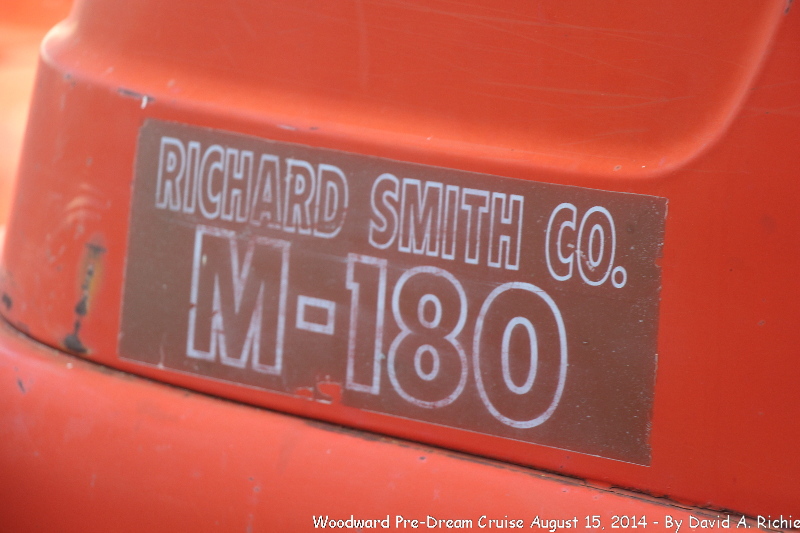 RICHARD SMITH CO.
M-180
Woodward Pre-Dream Cruise August 15, 2014 - By David A. Richie